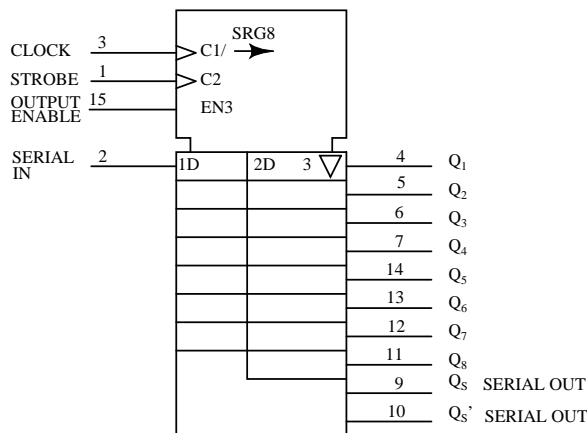 SRG8
CLOCK 3 C1/
STROBE 1 C2
OUTPUT ENABLE 15 EN3
SERIAL IN 2 1D 2D 3 4 Q1
5 Q2
6 Q3
7 Q4
14 Q5
13 Q6
12 Q7
11 Q8
9 QS SERIAL OUT
10 QS' SERIAL OUT